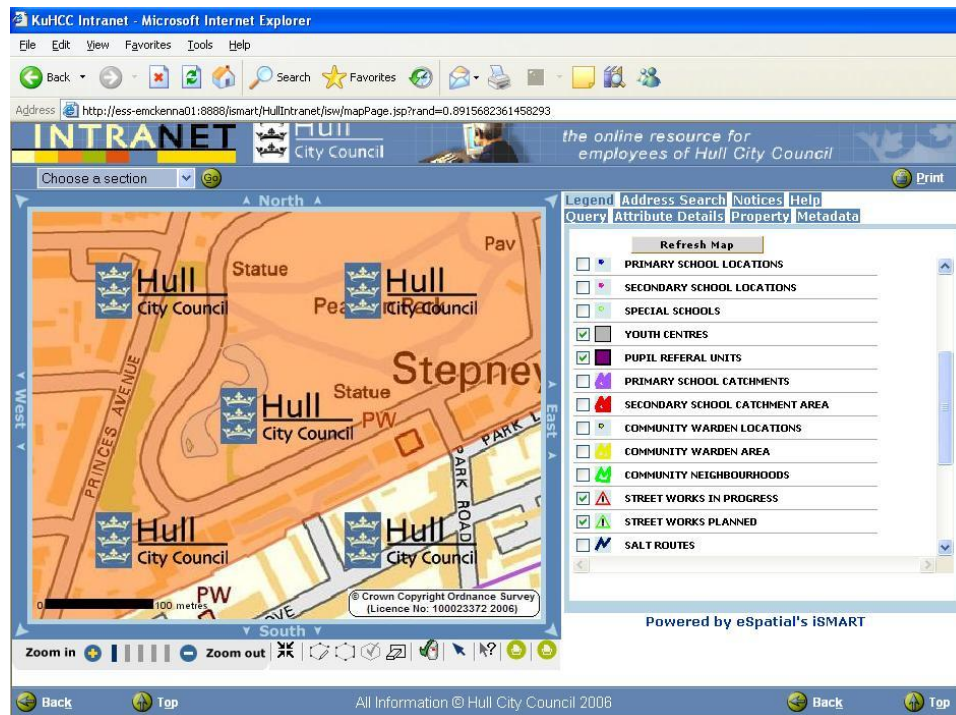 KuHCC Intranet - Microsoft Internet Explorer
File Edit View Favorites Tools Help
Back Search Favorites
Address http://ess-emckenna01:8888/ismart/HullIntranet/isw/mapPage.jsp?rand=0.8915682361458293
INTRANET Hull City Council the online resource for
employees of Hull City Council
Choose a section Go Print
North
Legend Address Search Notices Help
Query Attribute Details Property Metadata
Refresh Map
PRIMARY SCHOOL LOCATIONS
SECONDARY SCHOOL LOCATIONS
SPECIAL SCHOOLS
YOUTH CENTRES
PUPIL REFERAL UNITS
PRIMARY SCHOOL CATCHMENTS
SECONDARY SCHOOL CATCHMENT AREA
COMMUNITY WARDEN LOCATIONS
COMMUNITY WARDEN AREA
COMMUNITY NEIGHBOURHOODS
STREET WORKS IN PROGRESS
STREET WORKS PLANNED
SALT ROUTES
Pav
Statue
Hull
City Council
Hull
City Council
Stepney
Statue
PW
Hull
City Council
PARK
PRINCES AVENUE
PARK ROAD
West
East
Hull
City Council
Hull
City Council
PW
0 100 metres
© Crown Copyright Ordnance Survey
(Licence No: 100023372 2006)
South
Powered by eSpatial's iSMART
Zoom in Zoom out
Back Top All Information © Hull City Council 2006 Back Top